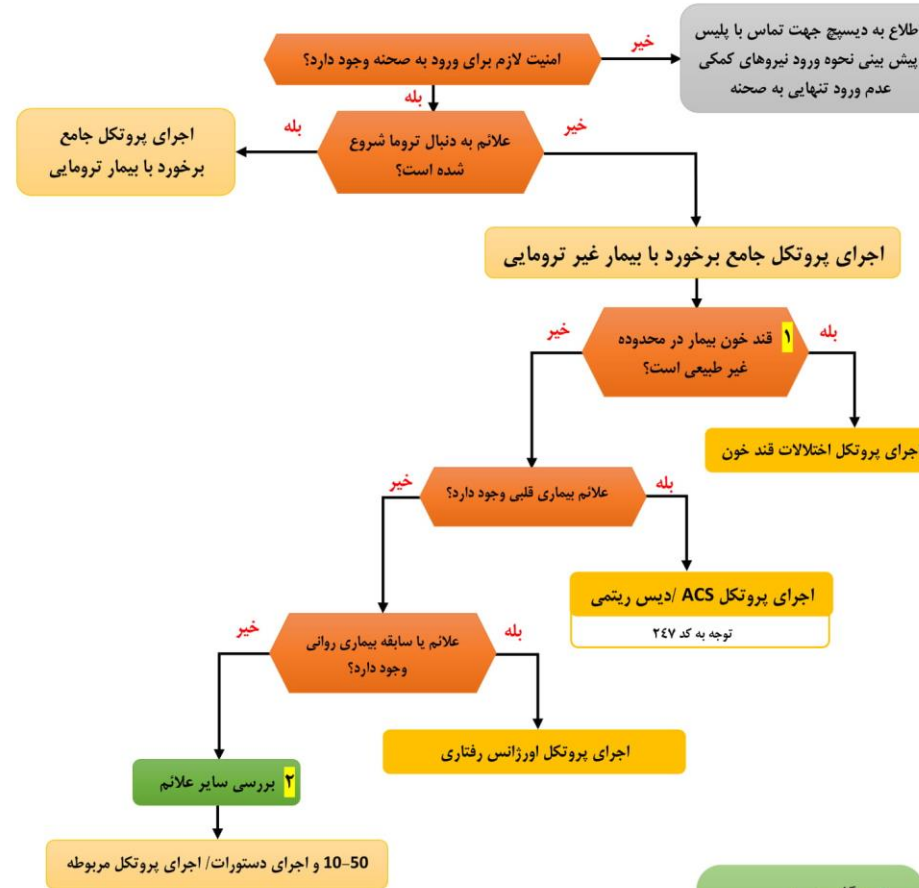 طلاع به دیسپچ جهت تماس با پلیس
پیش بینی نحوه ورود نیروهای کمکی
عدم ورود تنهایی به صحنه
خیر
امنیت لازم برای ورود به صحنه وجود دارد؟
بله
علائم به دنبال تروما شروع
شده است؟
خیر
بله
اجرای پروتکل جامع
برخورد با بیمار ترومایی
اجرای پروتکل جامع برخورد با بیمار غیر ترومایی
۱ قند خون بیمار در محدوده
غیر طبیعی است؟
بله
خیر
جرای پروتکل اختلالات قند خون
علائم بیماری قلبی وجود دارد؟
بله
خیر
اجرای پروتکل ACS /دیس ریتمی
توجه به کد ۲٤۷
علائم یا سابقه بیماری روانی
وجود دارد؟
بله
خیر
اجرای پروتکل اورژانس رفتاری
۲ بررسی سایر علائم
10-50 و اجرای دستورات/ اجرای پروتکل مربوطه